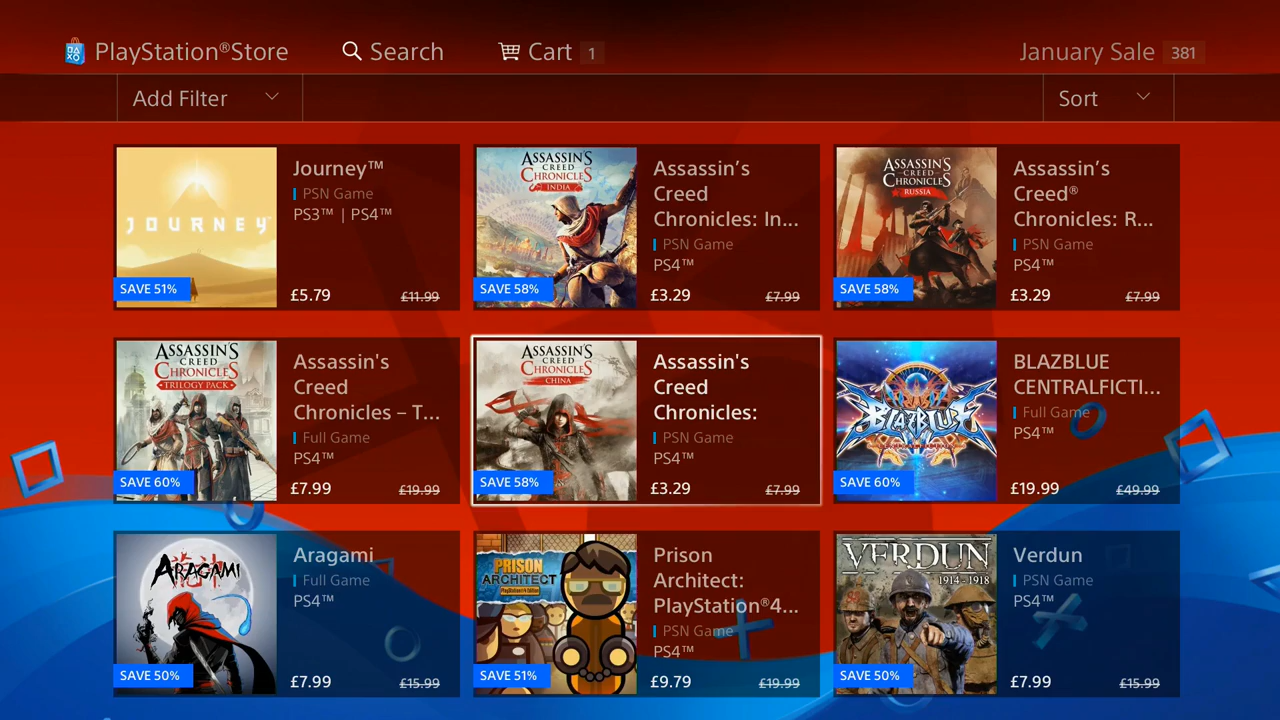 PlayStation®Store
Search
Cart 1
January Sale 381
Add Filter
Sort
JOURNEY™
SAVE 51%
Journey™
PSN Game
PS3™ | PS4™
£5.79 £11.99
ASSASSIN'S
CREED
CHRONICLES
INDIA
SAVE 58%
Assassin’s
Creed
Chronicles: In...
PSN Game
PS4™
£3.29 £7.99
ASSASSIN'S
CREED
CHRONICLES
RUSSIA
SAVE 58%
Assassin’s
Creed®
Chronicles: R...
PSN Game
PS4™
£3.29 £7.99
ASSASSIN'S
CREED
CHRONICLES
TRILOGY PACK
SAVE 60%
Assassin's
Creed
Chronicles – T...
Full Game
PS4™
£7.99 £19.99
ASSASSIN'S
CREED
CHRONICLES
CHINA
SAVE 58%
Assassin's
Creed
Chronicles:
PSN Game
PS4™
£3.29 £7.99
BLAZBLUE
SAVE 60%
BLAZBLUE
CENTRALFICTI...
Full Game
PS4™
£19.99 £49.99
ARAGAMI
SAVE 50%
Aragami
Full Game
PS4™
£7.99 £15.99
PRISON
ARCHITECT
SAVE 51%
Prison
Architect:
PlayStation®4...
PSN Game
PS4™
£9.79 £19.99
VERDUN
1914 - 1918
SAVE 50%
Verdun
PSN Game
PS4™
£7.99 £15.99